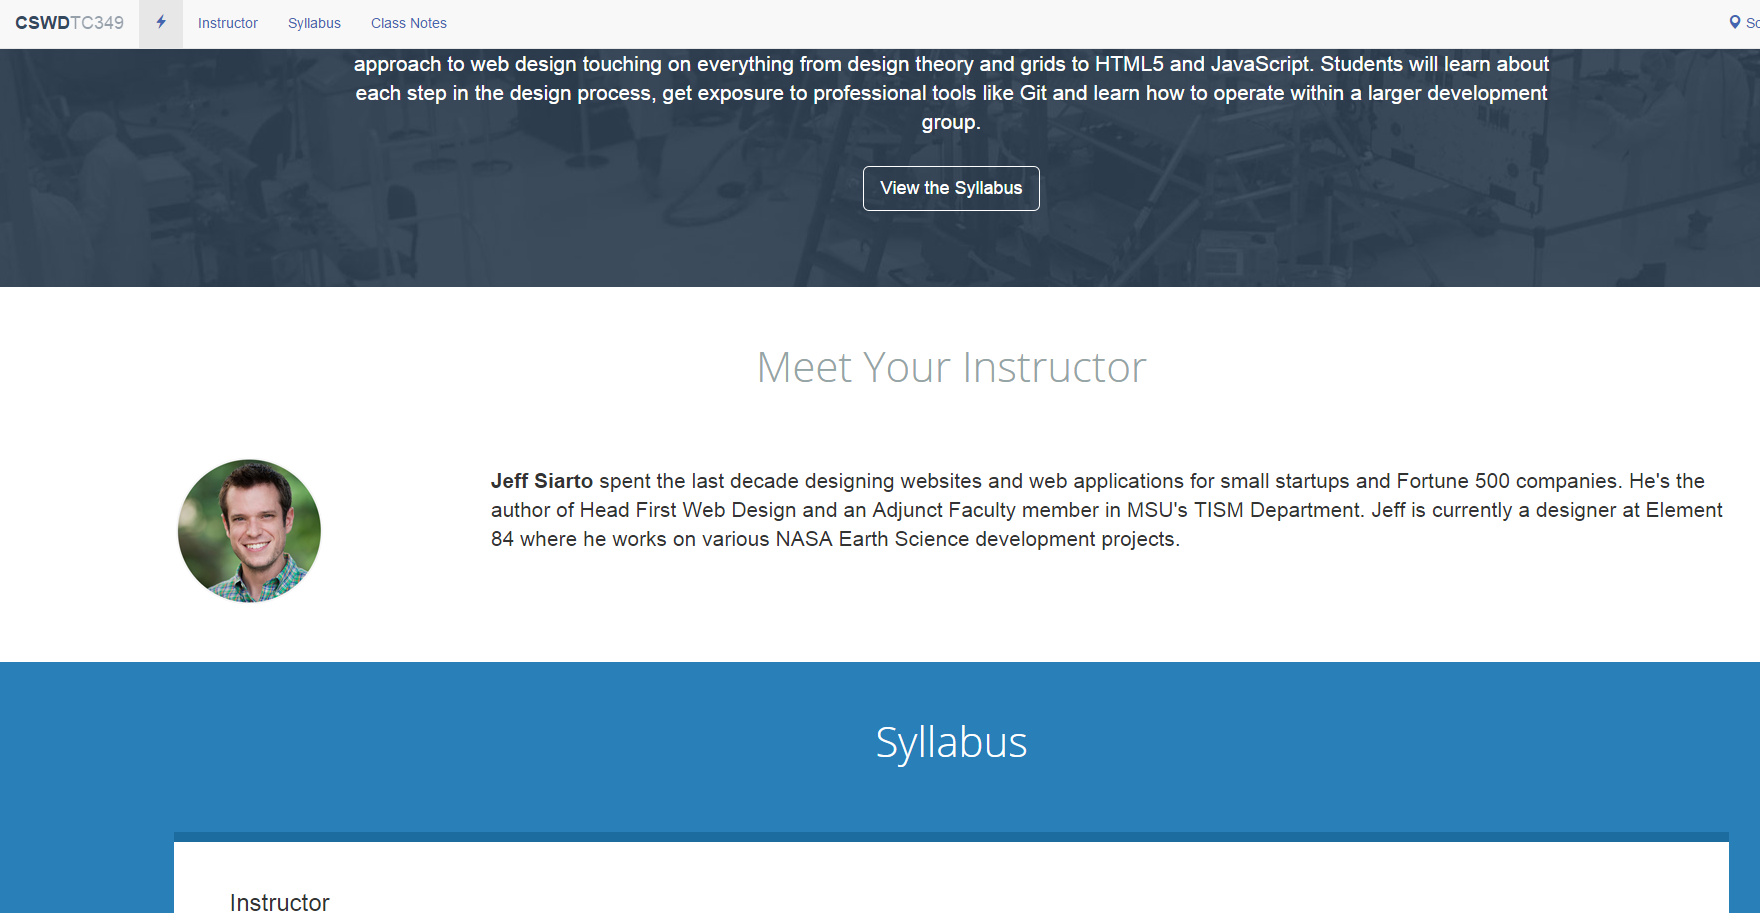 CSWDTC349 Instructor Syllabus Class Notes
approach to web design touching on everything from design theory and grids to HTML5 and JavaScript. Students will learn about
each step in the design process, get exposure to professional tools like Git and learn how to operate within a larger development
group.
View the Syllabus
Meet Your Instructor
Jeff Siarto spent the last decade designing websites and web applications for small startups and Fortune 500 companies. He's the
author of Head First Web Design and an Adjunct Faculty member in MSU's TISM Department. Jeff is currently a designer at Element
84 where he works on various NASA Earth Science development projects.
Syllabus
Instructor